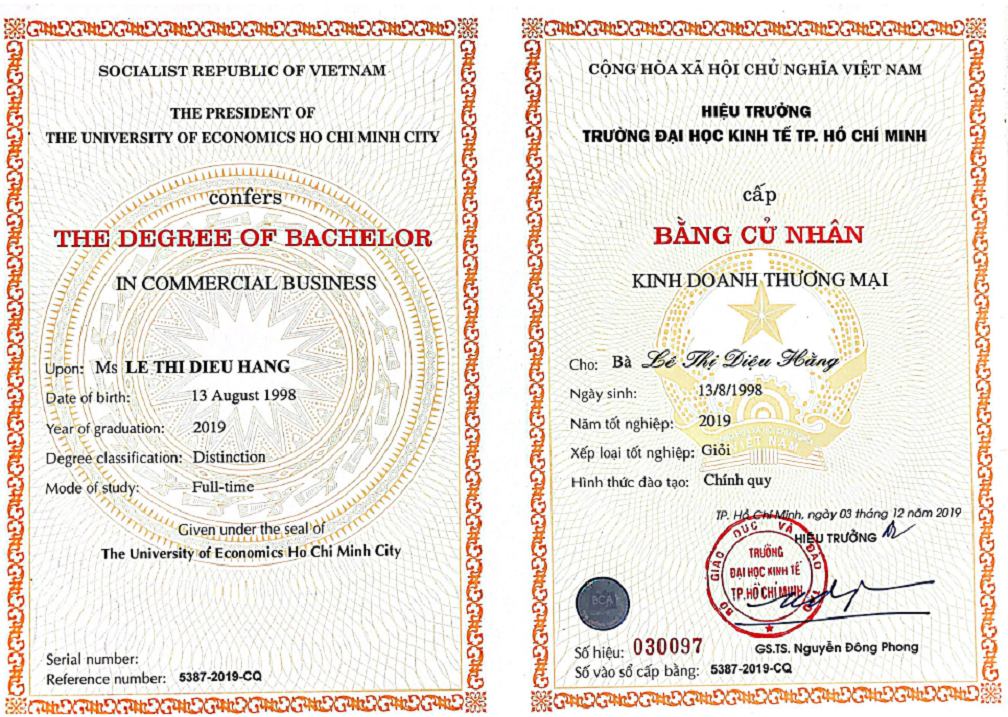 SOCIALIST REPUBLIC OF VIETNAM
THE PRESIDENT OF
THE UNIVERSITY OF ECONOMICS HO CHI MINH CITY
confers
THE DEGREE OF BACHELOR
IN COMMERCIAL BUSINESS
Upon: Ms LE THI DIEU HANG
Date of birth: 13 August 1998
Year of graduation: 2019
Degree classification: Distinction
Mode of study: Full-time
Given under the seal of
The University of Economics Ho Chi Minh City
Serial number:
Reference number: 5387-2019-CQ
CỘNG HÒA XÃ HỘI CHỦ NGHĨA VIỆT NAM
HIỆU TRƯỞNG
TRƯỜNG ĐẠI HỌC KINH TẾ TP. HỒ CHÍ MINH
cấp
BẰNG CỬ NHÂN
KINH DOANH THƯƠNG MẠI
Cho: Bà Lê Thị Diệu Hằng
Ngày sinh: 13/8/1998
Năm tốt nghiệp: 2019
Xếp loại tốt nghiệp: Giỏi
Hình thức đào tạo: Chính quy
VIỆT NAM
TP. Hồ Chí Minh, ngày 03 tháng 12 năm 2019
HIỆU TRƯỞNG
BỘ GIÁO DỤC VÀ ĐÀO TẠO
TRƯỜNG
ĐẠI HỌC KINH TẾ
TP. HỒ CHÍ MINH
BCA
Số hiệu: 030097
GS.TS. Nguyễn Đông Phong
Số vào sổ cấp bằng: 5387-2019-CQ